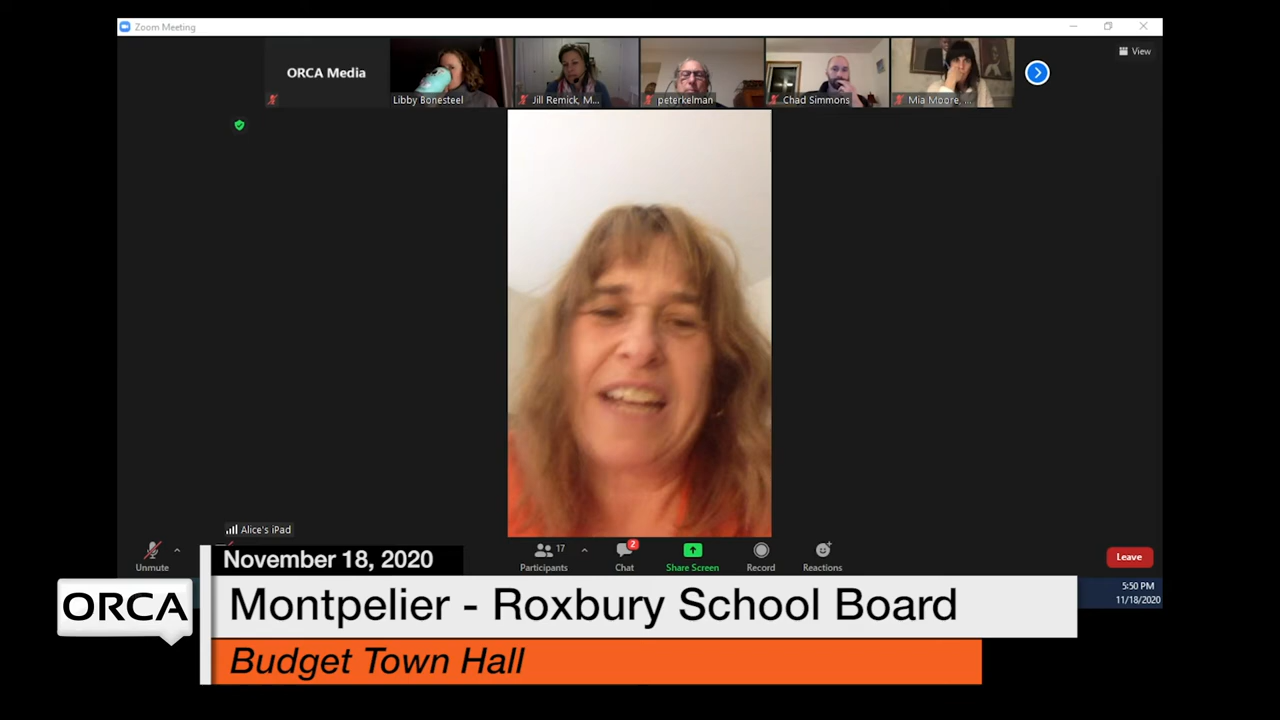 Zoom Meeting
View
ORCA Media
Libby Bonesteel
Jill Remick, M...
peterkelman
Chad Simmons
Mia Moore, ...
Alice's iPad
Unmute
17
Participants
2
Chat
Share Screen
Record
Reactions
Leave
5:50 PM
11/18/2020
November 18, 2020
ORCA
Montpelier - Roxbury School Board
Budget Town Hall